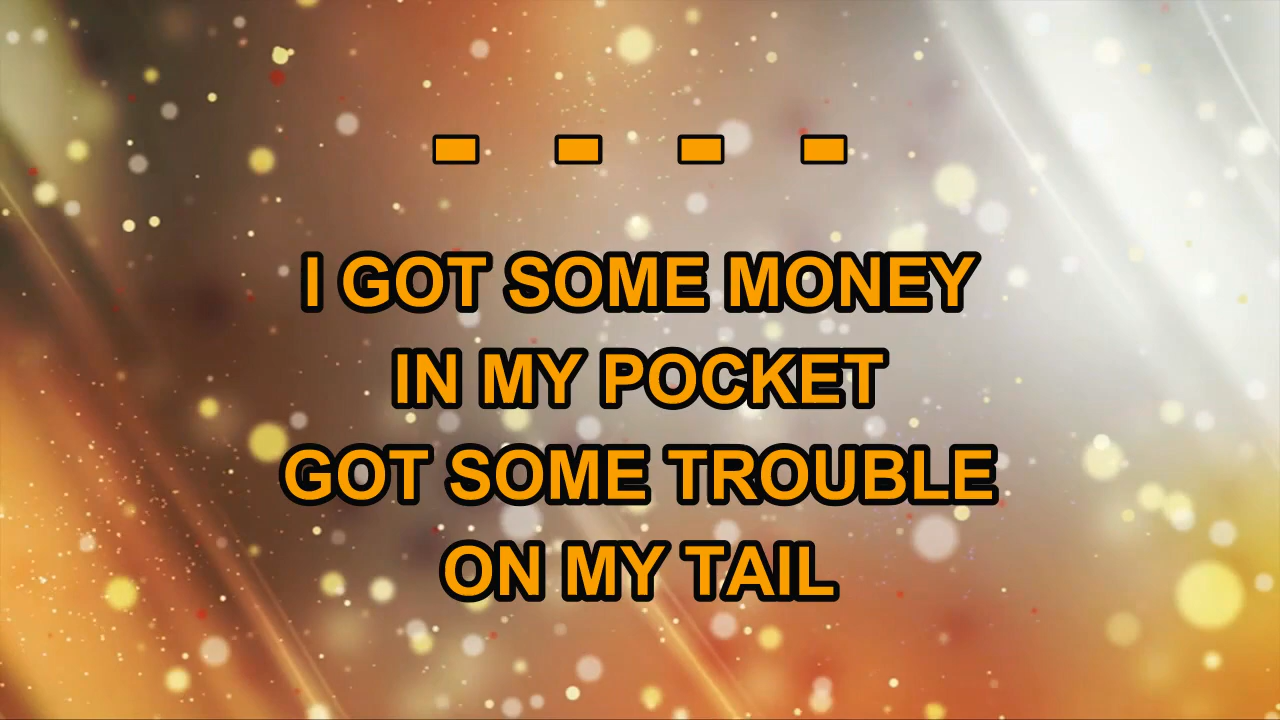 - - - -
I GOT SOME MONEY
IN MY POCKET
GOT SOME TROUBLE
ON MY TAIL